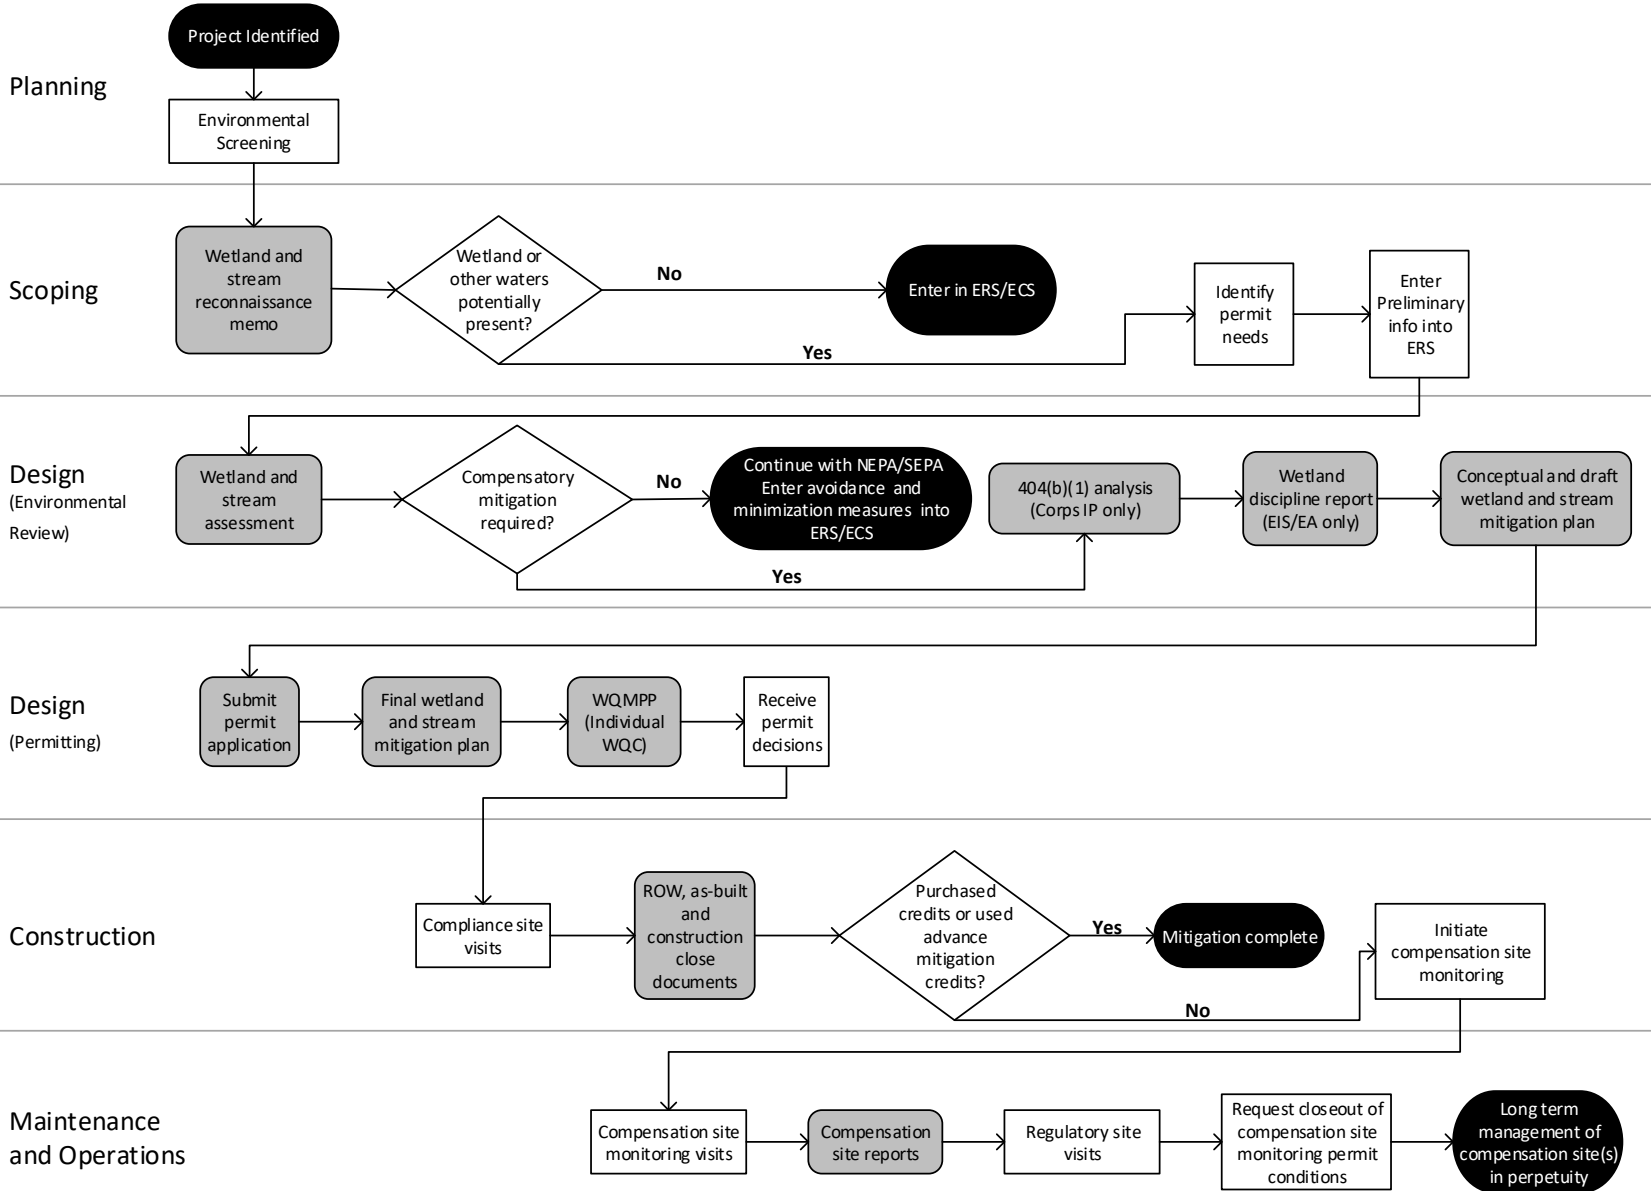 Planning
Project Identified
Environmental
Screening
Scoping
Wetland and
stream
reconnaissance
memo
Wetland or
other waters
potentially
present?
No
Yes
Enter in ERS/ECS
Identify
permit
needs
Enter
Preliminary
info into
ERS
Design
(Environmental
Review)
Wetland and
stream
assessment
Compensatory
mitigation
required?
No
Yes
Continue with NEPA/SEPA
Enter avoidance and
minimization measures into
ERS/ECS
404(b)(1) analysis
(Corps IP only)
Wetland
discipline report
(EIS/EA only)
Conceptual and draft
wetland and stream
mitigation plan
Design
(Permitting)
Submit
permit
application
Final wetland
and stream
mitigation plan
WQMPP
(Individual
WQC)
Receive
permit
decisions
Construction
Compliance site
visits
ROW, as-built
and
construction
close
documents
Purchased
credits or used
advance
mitigation
credits?
Yes
No
Mitigation complete
Initiate
compensation site
monitoring
Maintenance
and Operations
Compensation site
monitoring visits
Compensation
site reports
Regulatory site
visits
Request closeout of
compensation site
monitoring permit
conditions
Long term
management of
compensation site(s)
in perpetuity